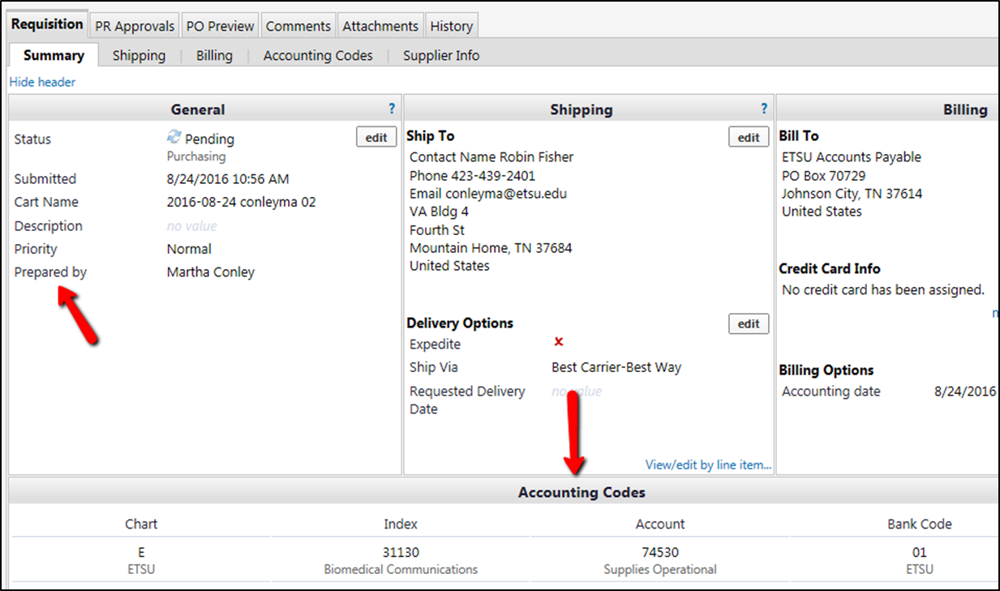 Requisition PR Approvals PO Preview Comments Attachments History
Summary Shipping Billing Accounting Codes Supplier Info
Hide header
General ?
Status Pending edit
Purchasing
Submitted 8/24/2016 10:56 AM
Cart Name 2016-08-24 conleyma 02
Description no value
Priority Normal
Prepared by Martha Conley
Shipping ?
Ship To edit
Contact Name Robin Fisher
Phone 423-439-2401
Email conleyma@etsu.edu
VA Bldg 4
Fourth St
Mountain Home, TN 37684
United States
Delivery Options edit
Expedite
Ship Via Best Carrier-Best Way
Requested Delivery no value
Date
View/edit by line item...
Billing
Bill To
ETSU Accounts Payable
PO Box 70729
Johnson City, TN 37614
United States
Credit Card Info
No credit card has been assigned.
Billing Options
Accounting date 8/24/2016
Accounting Codes
Chart Index Account Bank Code
E 31130 74530 01
ETSU Biomedical Communications Supplies Operational ETSU